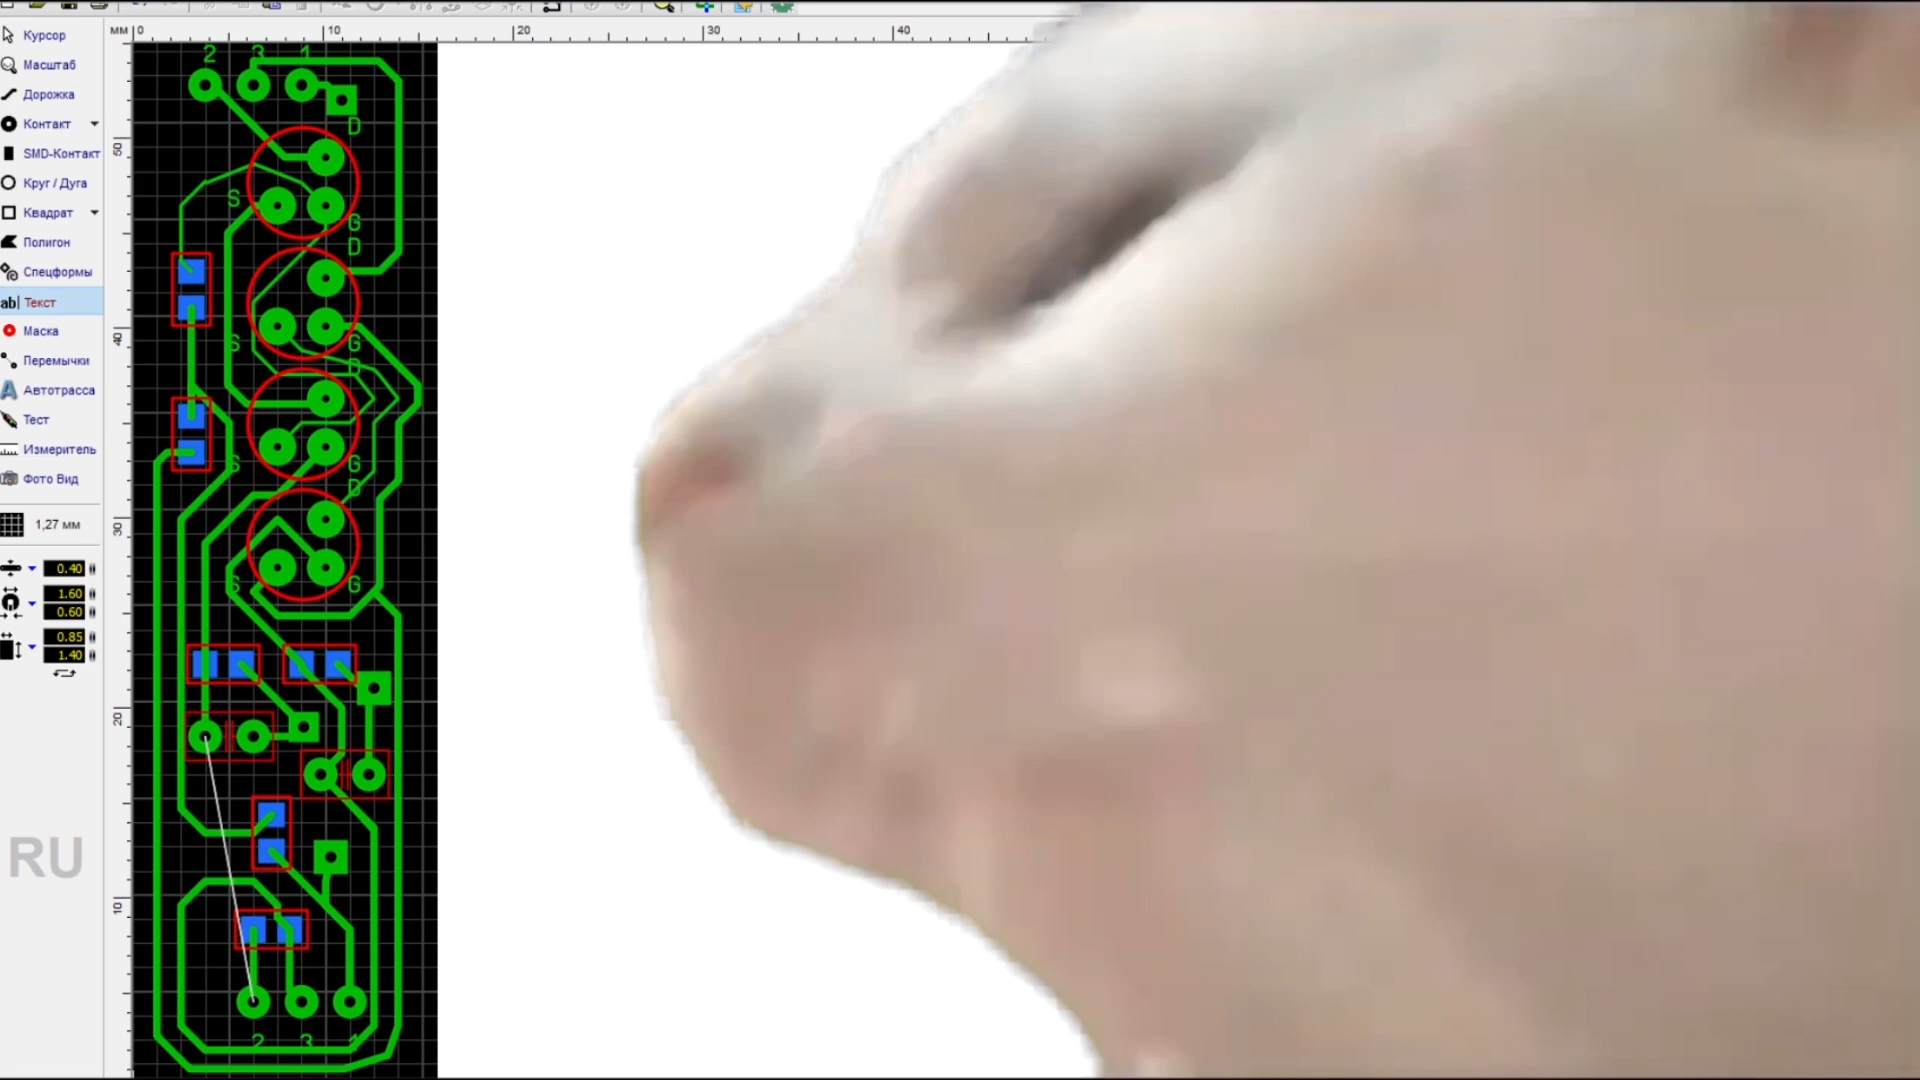 мм 0 10 20 30 40
Курсор
Масштаб
Дорожка
Контакт
SMD-Контакт
Круг / Дуга
Квадрат
Полигон
Спецформы
ab| Текст
Маска
Перемычки
Автотрасса
Тест
Измеритель
Фото Вид
1,27 мм
0.40
1.60
0.60
0.85
1.40
RU
50
40
30
20
10
2 3 1
D
S
G
D
S
G
D
S
G
D
S
G
2 3 1